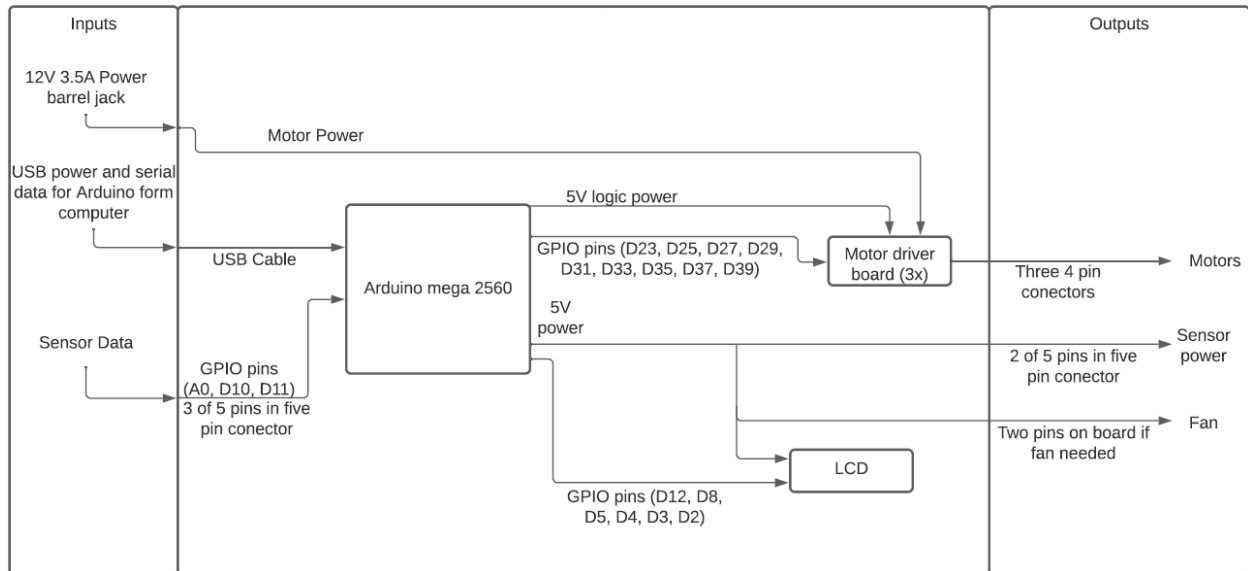 Inputs
Outputs
12V 3.5A Power
barrel jack
Motor Power
USB power and serial
data for Arduino form
computer
USB Cable
5V logic power
GPIO pins (D23, D25, D27, D29,
D31, D33, D35, D37, D39)
Motor driver
board (3x)
Motors
Three 4 pin
conectors
Arduino mega 2560
5V
power
Sensor Data
GPIO pins
(A0, D10, D11)
3 of 5 pins in five
pin conector
Sensor
power
2 of 5 pins in five
pin conector
Fan
Two pins on board if
fan needed
LCD
GPIO pins (D12, D8,
D5, D4, D3, D2)